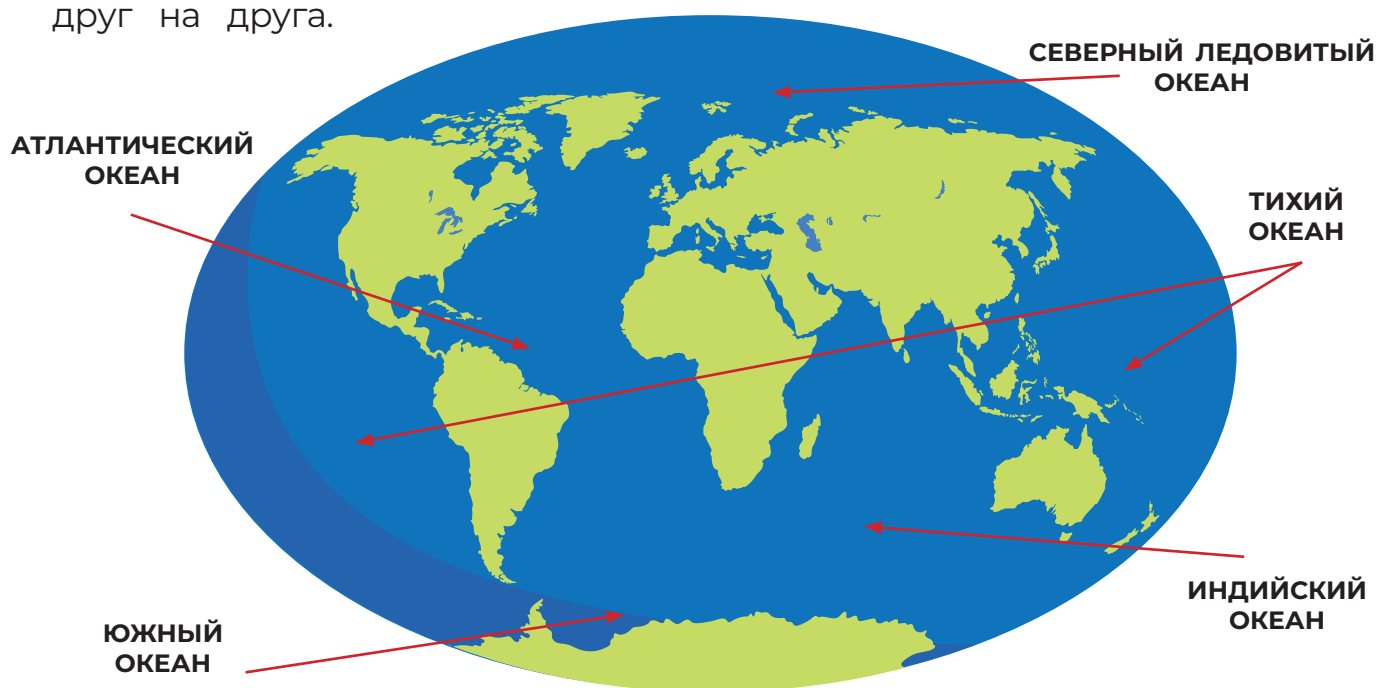 друг на друга.
СЕВЕРНЫЙ ЛЕДОВИТЫЙ
ОКЕАН
АТЛАНТИЧЕСКИЙ
ОКЕАН
ТИХИЙ
ОКЕАН
ИНДИЙСКИЙ
ОКЕАН
ЮЖНЫЙ
ОКЕАН